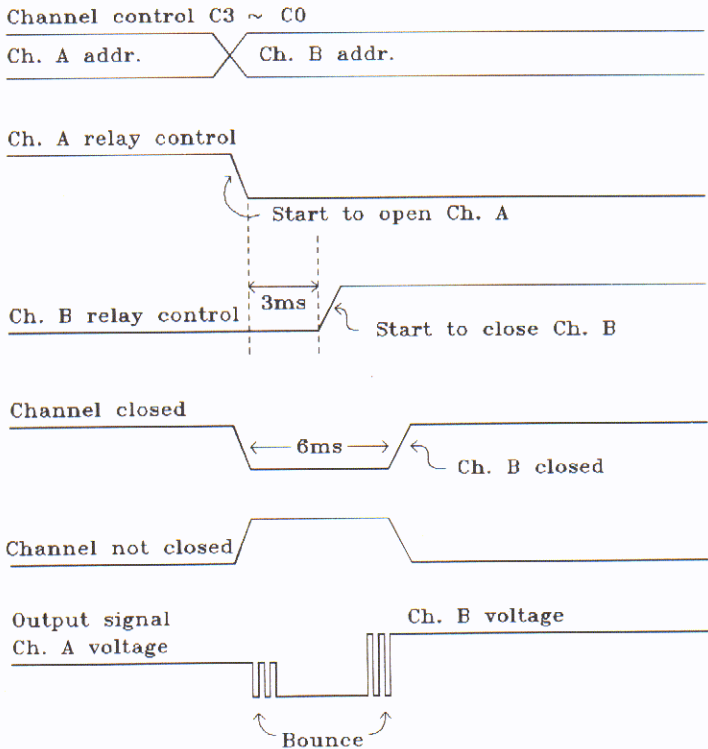 Channel control C3 ~ C0
Ch. A addr.
Ch. B addr.
Ch. A relay control
Start to open Ch. A
3ms
Ch. B relay control
Start to close Ch. B
Channel closed
6ms
Ch. B closed
Channel not closed
Output signal
Ch. A voltage
Ch. B voltage
Bounce